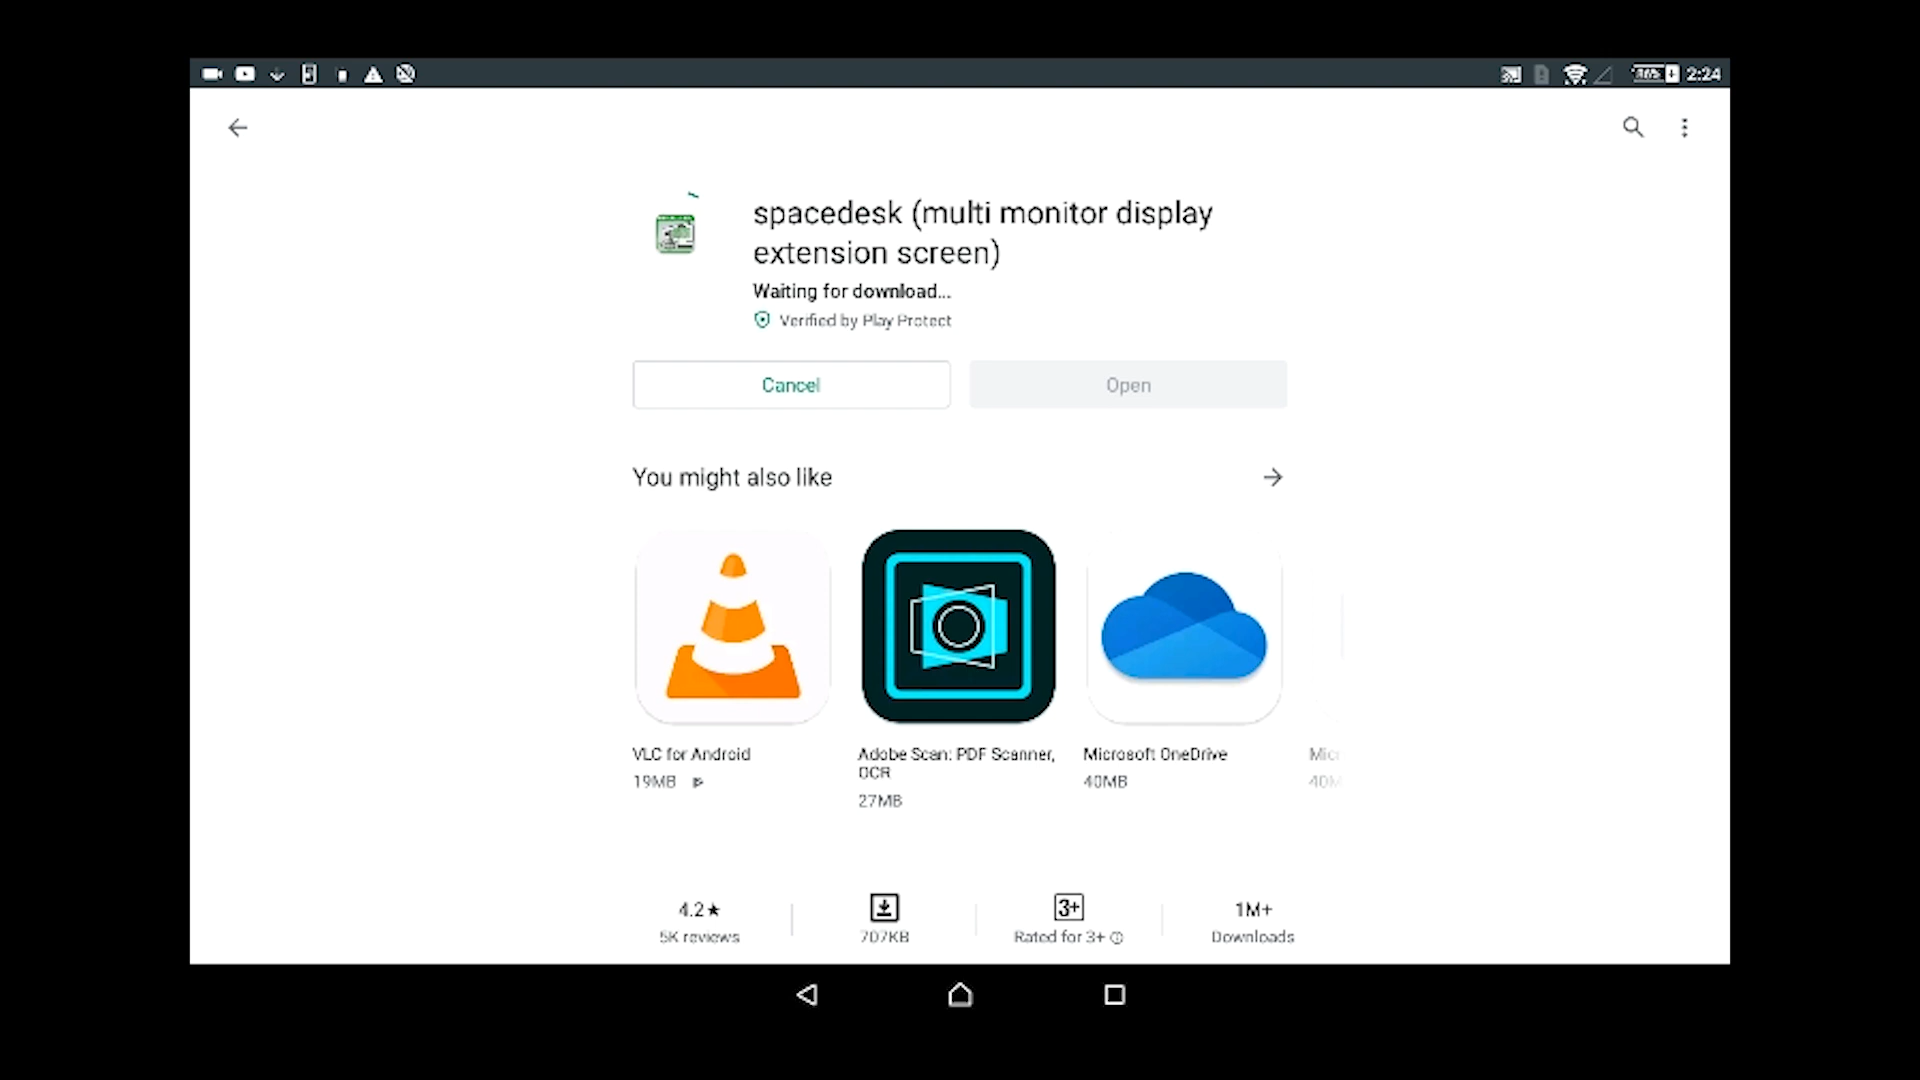 86% 2:24
spacedesk (multi monitor display
extension screen)
Waiting for download...
Verified by Play Protect
Cancel
Open
You might also like
VLC for Android
19MB
Adobe Scan: PDF Scanner,
OCR
27MB
Microsoft OneDrive
40MB
4.2★
5K reviews
707KB
3+
Rated for 3+
1M+
Downloads